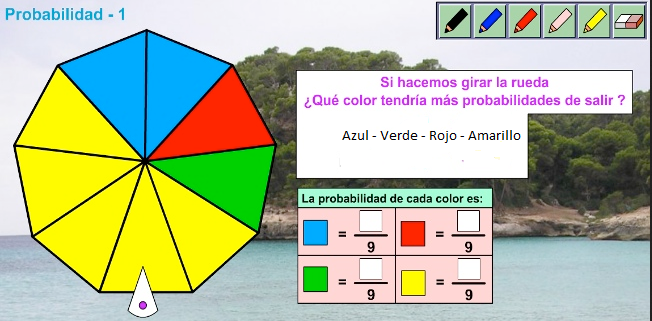 Probabilidad - 1
Si hacemos girar la rueda
¿Qué color tendría más probabilidades de salir ?
Azul - Verde - Rojo - Amarillo
La probabilidad de cada color es:
= 9 = 9
= 9 = 9